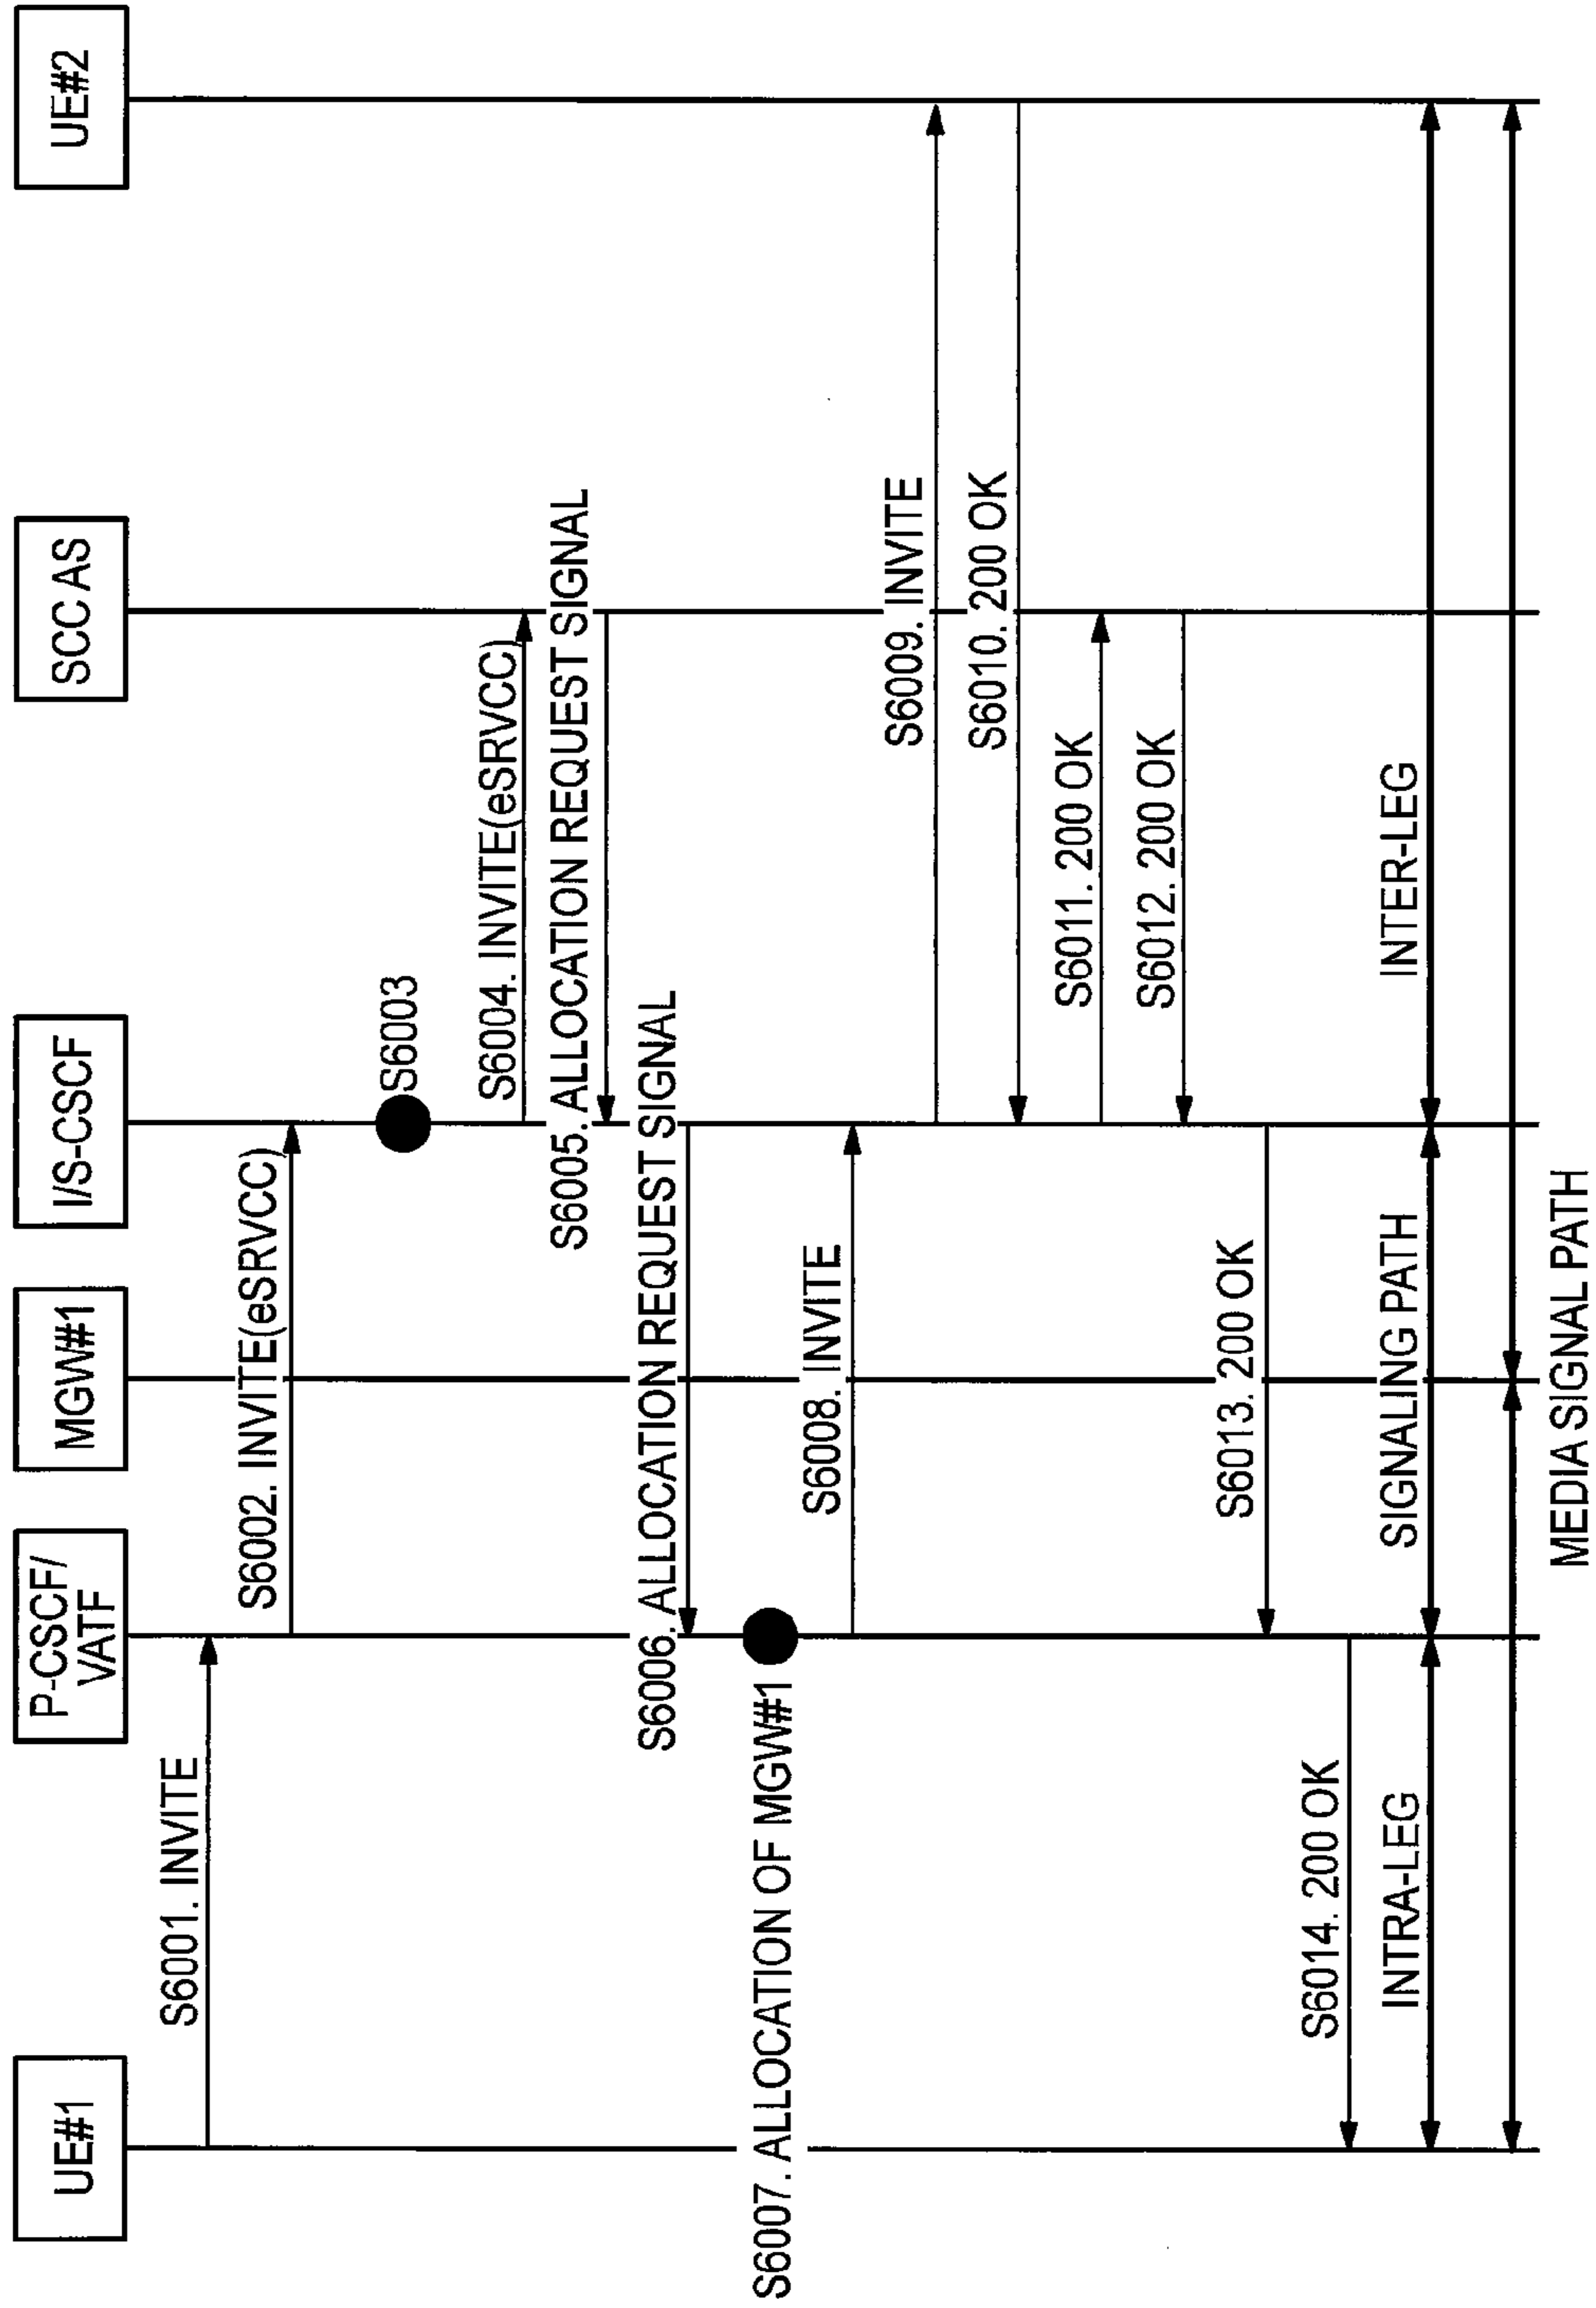 UE#1
P-CSCF/
VATF
MGW#1
I/S-CSCF
SCC AS
UE#2
S6001. INVITE
S6002. INVITE(eSRVCC)
S6003
S6004. INVITE(eSRVCC)
S6005. ALLOCATION REQUEST SIGNAL
S6006. ALLOCATION REQUEST SIGNAL
S6007. ALLOCATION OF MGW#1
S6008. INVITE
S6009. INVITE
S6010. 200 OK
S6011. 200 OK
S6012. 200 OK
S6013. 200 OK
S6014. 200 OK
INTRA-LEG
SIGNALING PATH
INTER-LEG
MEDIA SIGNAL PATH